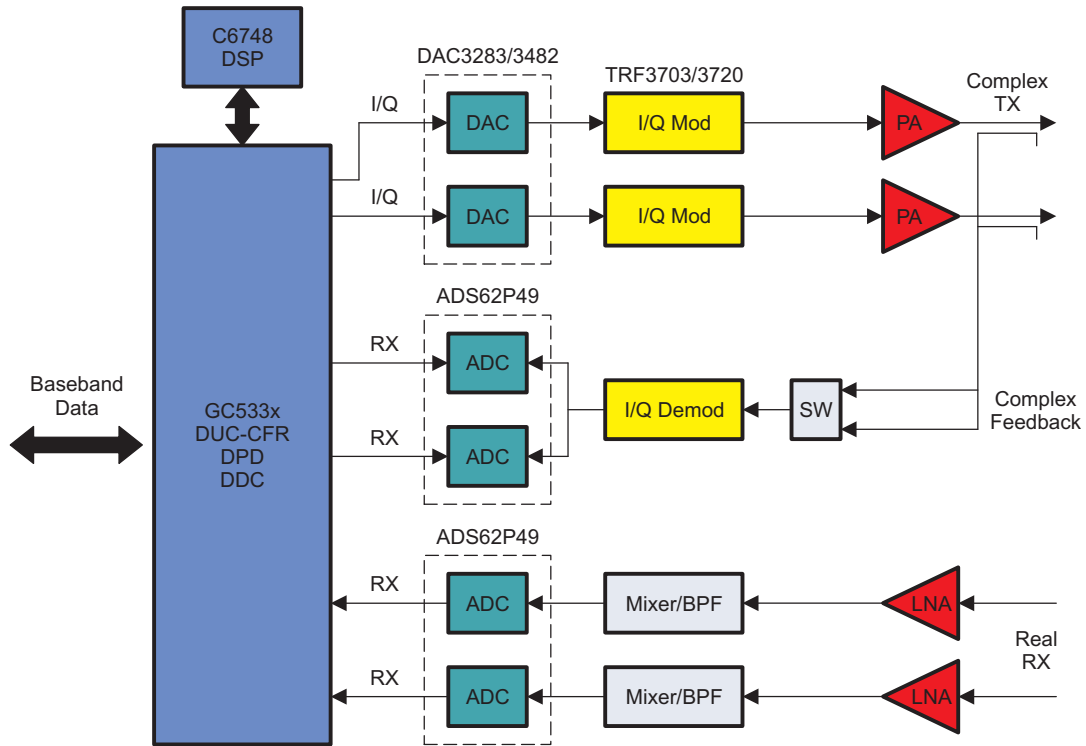 C6748
DSP
DAC3283/3482
TRF3703/3720
Complex
TX
I/Q
DAC
I/Q Mod
PA
I/Q
DAC
I/Q Mod
PA
ADS62P49
RX
ADC
Baseband
Data
GC533x
DUC-CFR
DPD
DDC
I/Q Demod
SW
Complex
Feedback
RX
ADC
ADS62P49
RX
ADC
Mixer/BPF
LNA
Real
RX
RX
ADC
Mixer/BPF
LNA